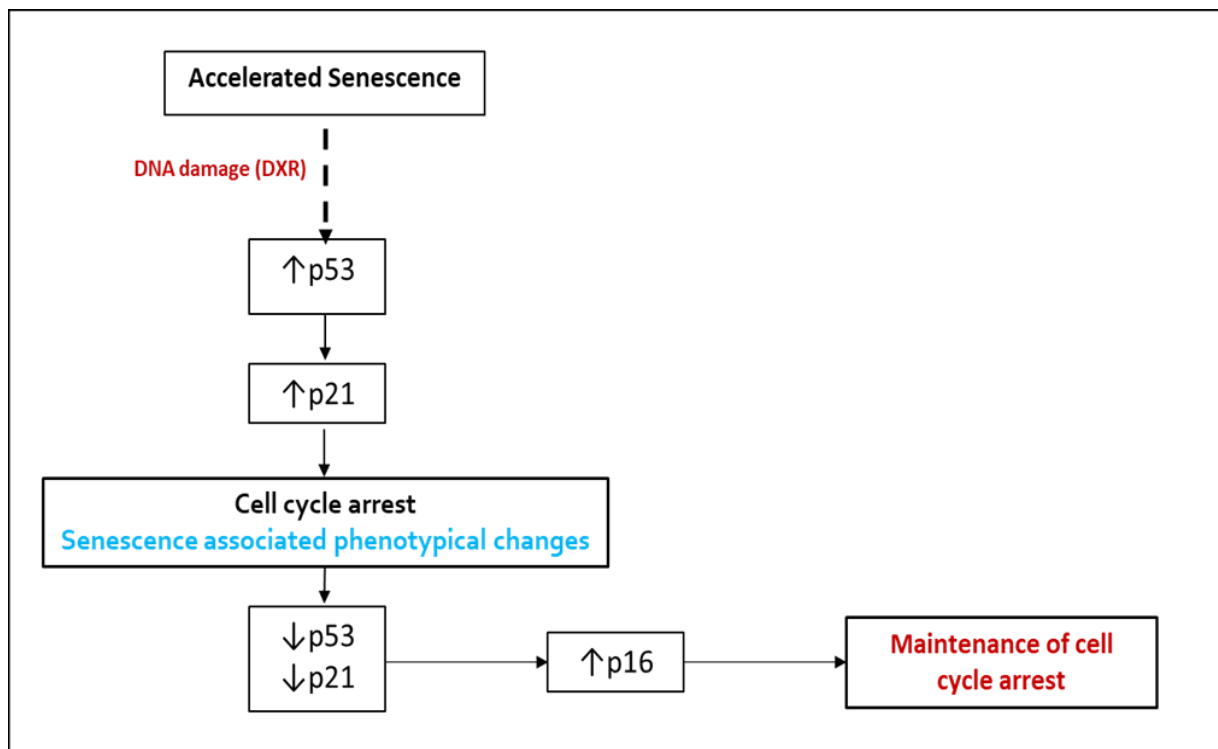 Accelerated Senescence
DNA damage (DXR)
↑p53
↑p21
Cell cycle arrest
Senescence associated phenotypical changes
↓p53
↓p21
↑p16
Maintenance of cell
cycle arrest